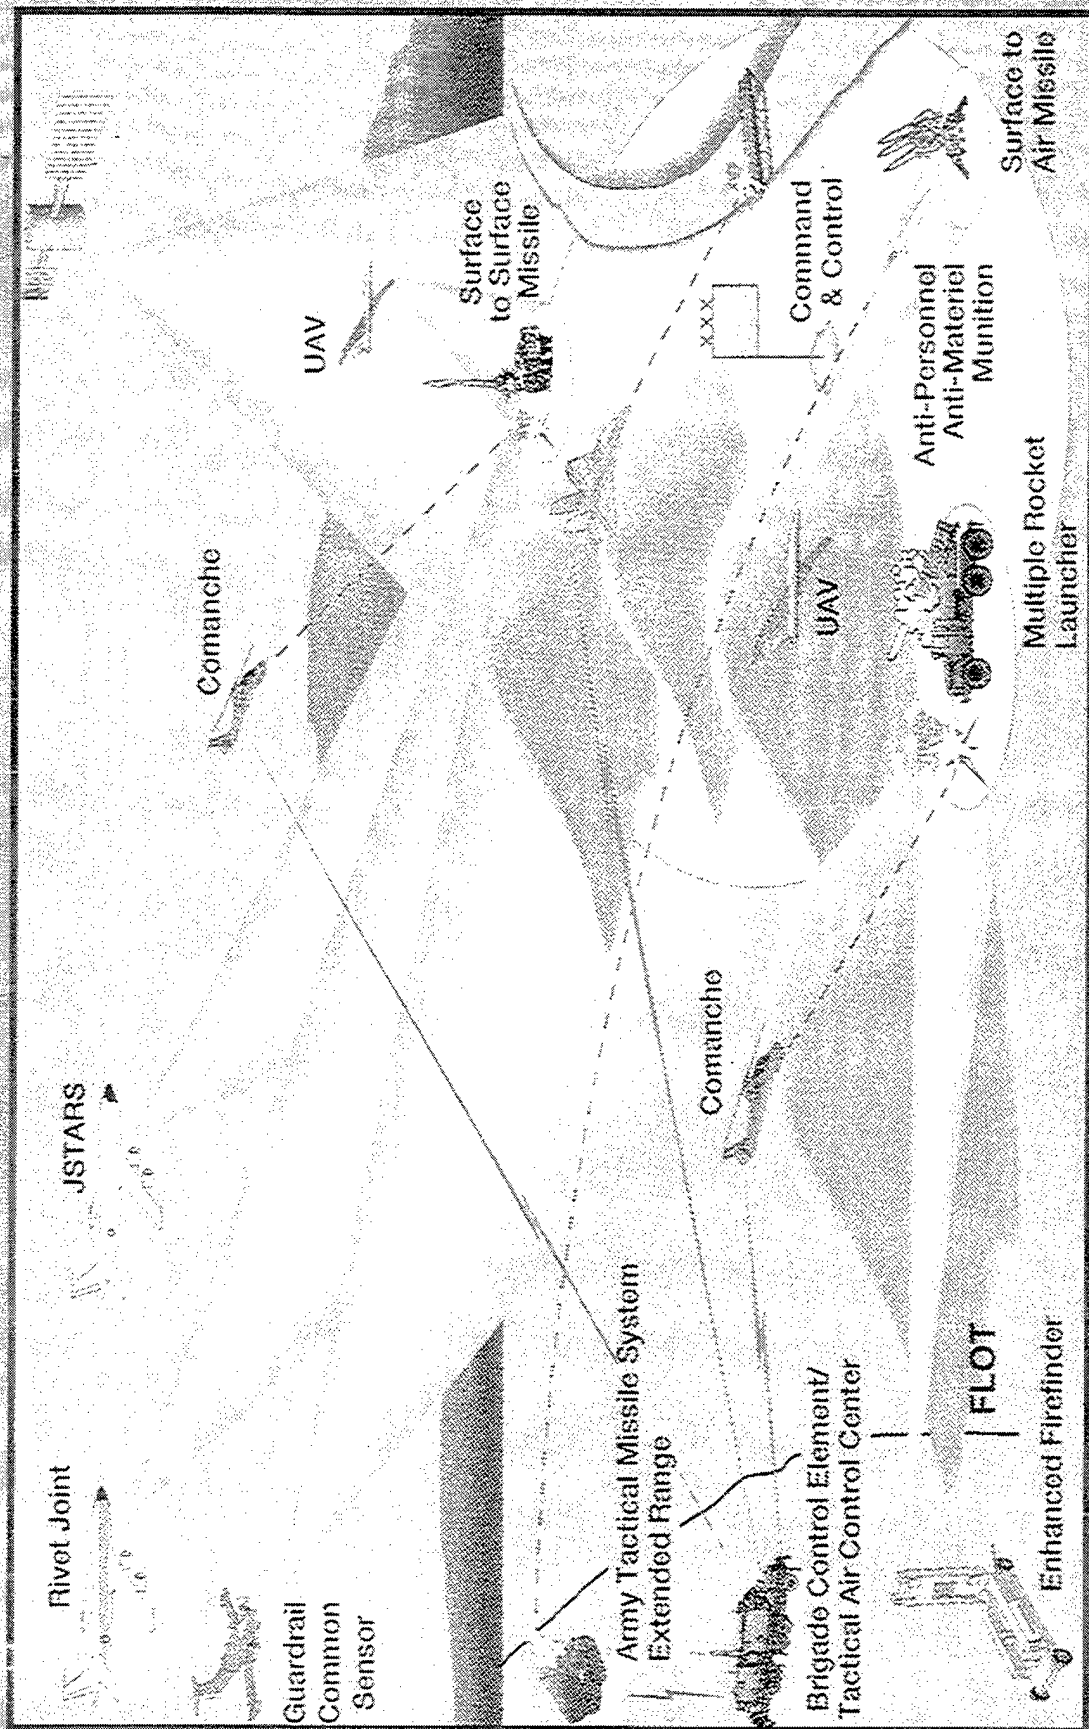 Rivet Joint
JSTARS
Guardrail
Common
Sensor
Comanche
UAV
Surface
to Surface
Missile
Army Tactical Missile System
Extended Range
Comanche
XXX
Command
& Control
UAV
Brigade Control Element/
Tactical Air Control Center
FLOT
Anti-Personnel
Anti-Materiel
Munition
Enhanced Firefinder
Multiple Rocket
Launcher
Surface to
Air Missile